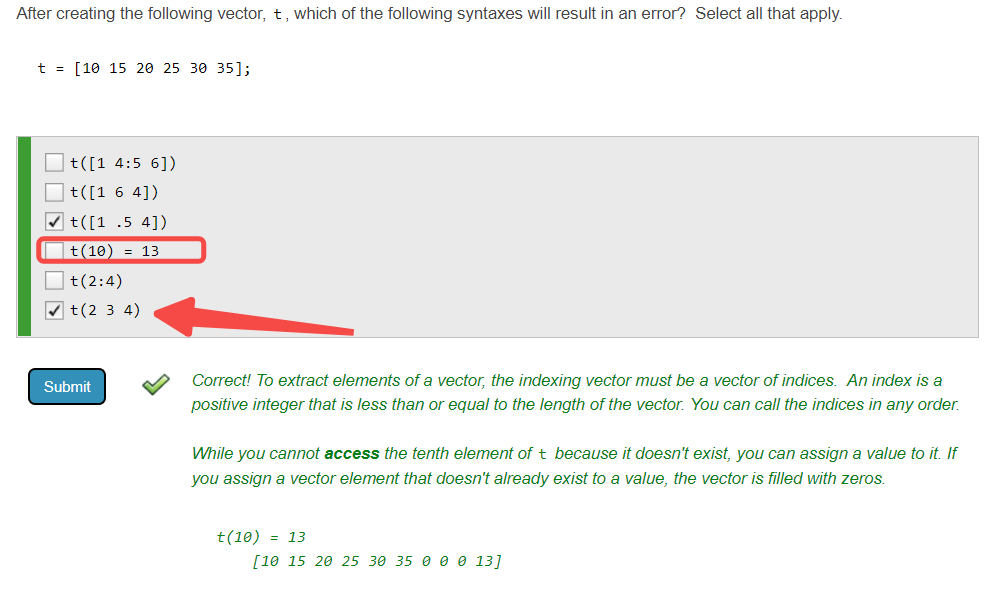 After creating the following vector, t, which of the following syntaxes will result in an error? Select all that apply.
t = [10 15 20 25 30 35];
t([1 4:5 6])
t([1 6 4])
t([1 .5 4])
t(10) = 13
t(2:4)
t(2 3 4)
Submit
Correct! To extract elements of a vector, the indexing vector must be a vector of indices. An index is a
positive integer that is less than or equal to the length of the vector. You can call the indices in any order.
While you cannot access the tenth element of t because it doesn't exist, you can assign a value to it. If
you assign a vector element that doesn't already exist to a value, the vector is filled with zeros.
t(10) = 13
[10 15 20 25 30 35 0 0 0 13]